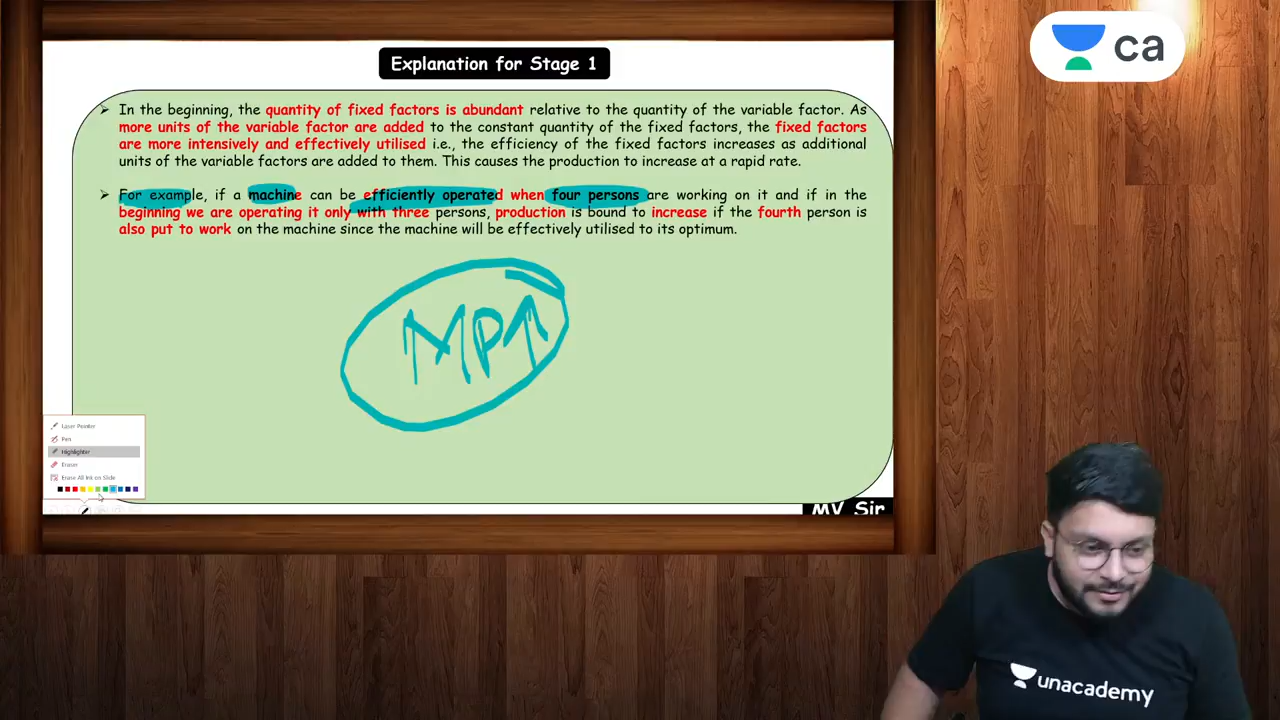 Explanation for Stage 1
ca
➢ In the beginning, the quantity of fixed factors is abundant relative to the quantity of the variable factor. As
more units of the variable factor are added to the constant quantity of the fixed factors, the fixed factors
are more intensively and effectively utilised i.e., the efficiency of the fixed factors increases as additional
units of the variable factors are added to them. This causes the production to increase at a rapid rate.
➢ For example, if a machine can be efficiently operated when four persons are working on it and if in the
beginning we are operating it only with three persons, production is bound to increase if the fourth person is
also put to work on the machine since the machine will be effectively utilised to its optimum.
MP↑
Laser Pointer
Pen
Highlighter
Eraser
Erase All Ink on Slide
MV Sir
unacademy